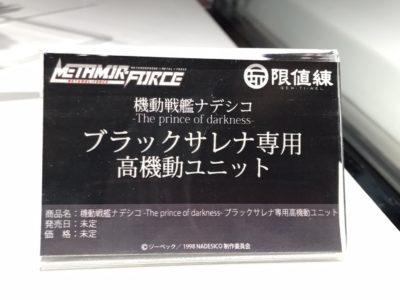 METAMOR-FORCE 限値練
SEN-TI-NEL
機動戦艦ナデシコ
-The prince of darkness-
ブラックサレナ専用
高機動ユニット
商品名：機動戦艦ナデシコ -The prince of darkness- ブラックサレナ専用高機動ユニット
発売日：未定
価　格：未定
©ジーベック／1998 NADESICO 制作委員会